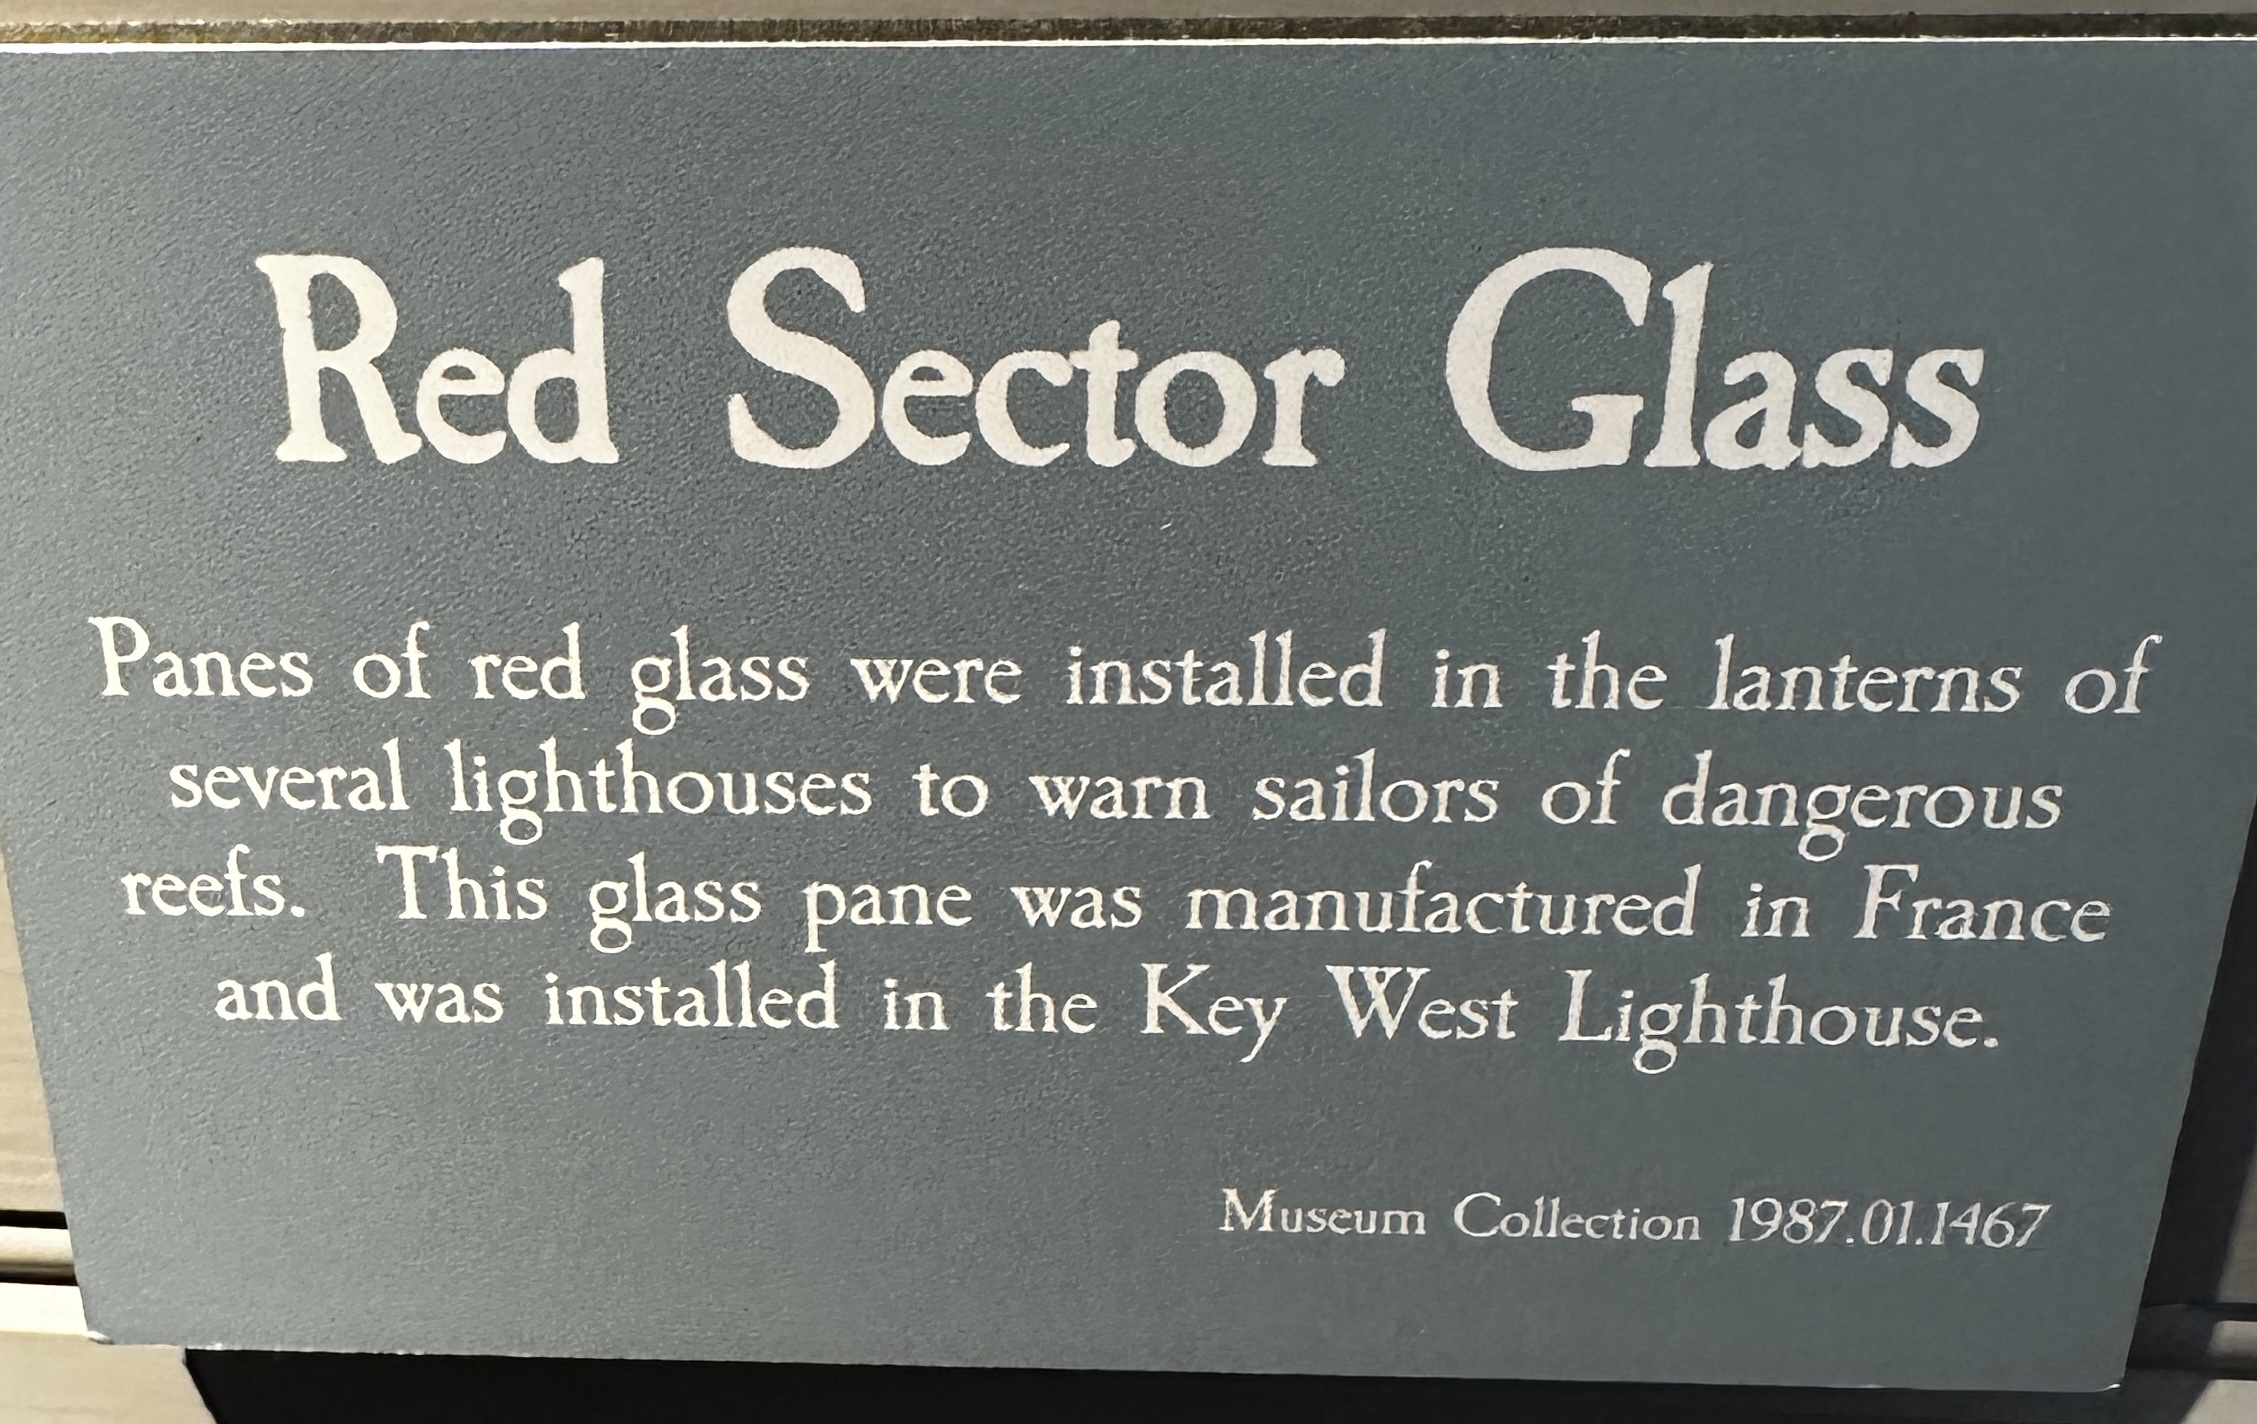 Red Sector Glass
Panes of red glass were installed in the lanterns of
several lighthouses to warn sailors of dangerous
reefs. This glass pane was manufactured in France
and was installed in the Key West Lighthouse.
Museum Collection 1987.01.1467